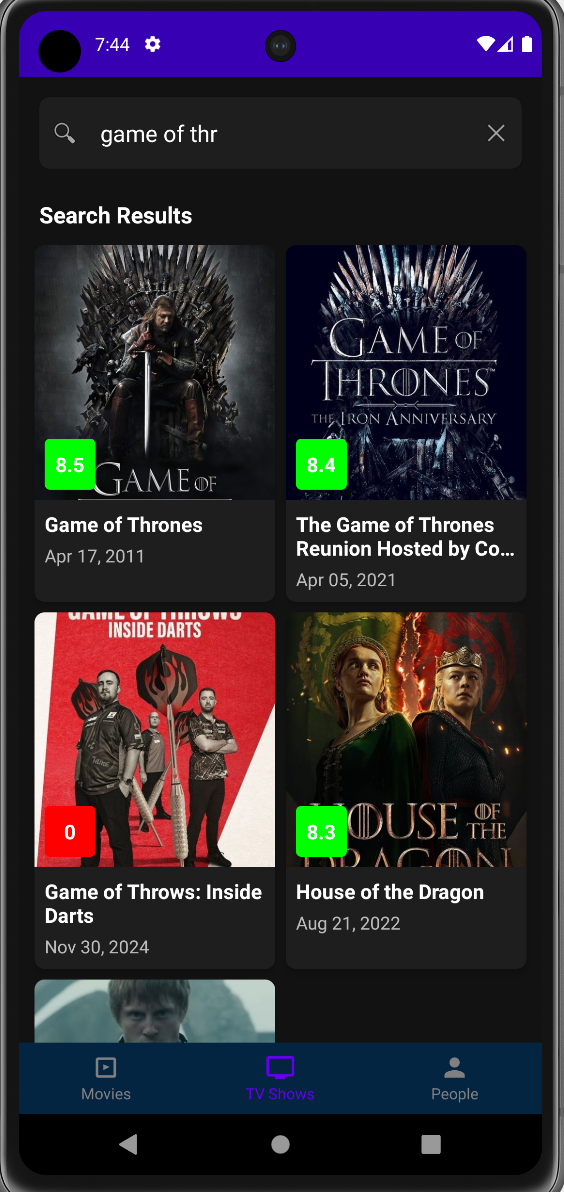 7:44
game of thr
Search Results
8.5
GAME OF
Game of Thrones
Apr 17, 2011
GAME OF
THRONES
THE IRON ANNIVERSARY
8.4
The Game of Thrones
Reunion Hosted by Co...
Apr 05, 2021
GAME OF THROWS
INSIDE DARTS
0
Game of Throws: Inside
Darts
Nov 30, 2024
8.3
HOUSE OF
THE
DRAGON
House of the Dragon
Aug 21, 2022
Movies
TV Shows
People